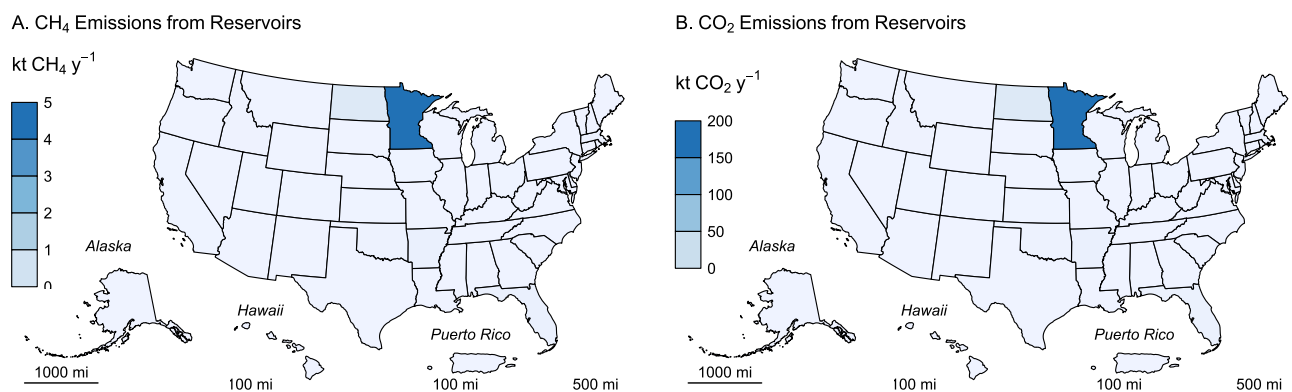 A. CH₄ Emissions from Reservoirs
kt CH₄ y⁻¹
5
4
3
2
1
0
Alaska
Hawaii
Puerto Rico
1000 mi
100 mi
100 mi
500 mi
B. CO₂ Emissions from Reservoirs
kt CO₂ y⁻¹
200
150
100
50
0
Alaska
Hawaii
Puerto Rico
1000 mi
100 mi
100 mi
500 mi